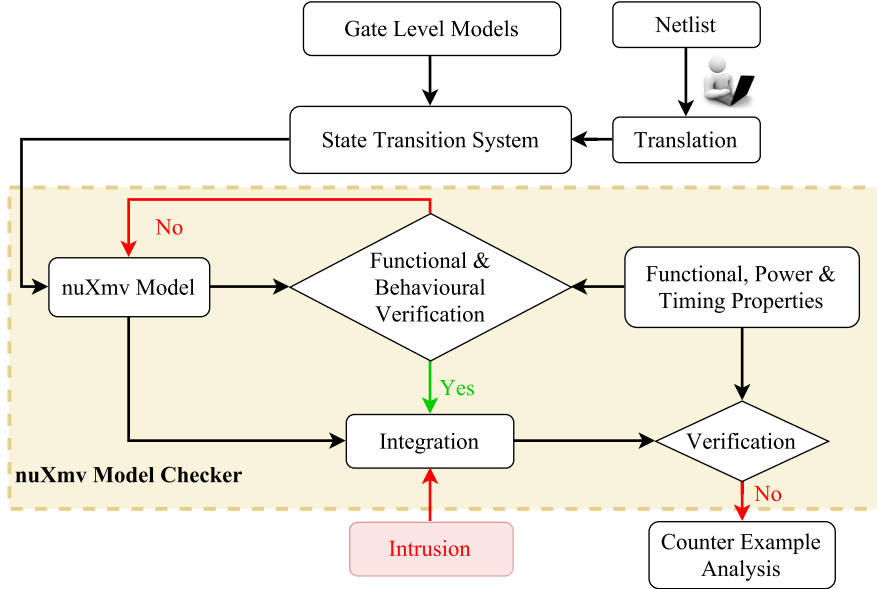 Gate Level Models
Netlist
State Transition System
Translation
No
nuXmv Model
Functional &
Behavioural
Verification
Functional, Power &
Timing Properties
Yes
Integration
Verification
nuXmv Model Checker
No
Intrusion
Counter Example
Analysis